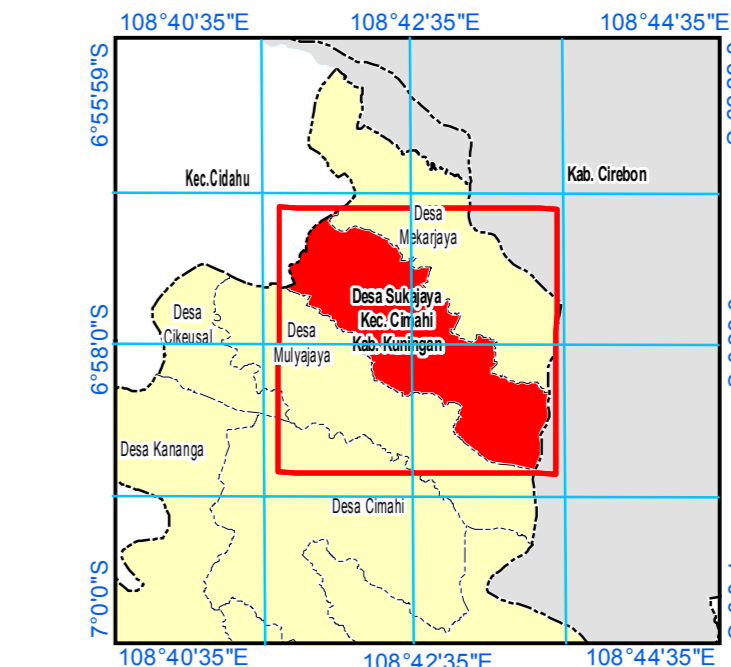 108°40'35"E 108°42'35"E 108°44'35"E
6°55'59"S
Kec.Cidahu
Kab. Cirebon
Desa
Mekarjaya
Desa Sukajaya
Kec. Cimahi
Kab. Kuningan
Desa
Cikeusal
Desa
Mulyajaya
6°58'0"S
Desa Kananga
Desa Cimahi
7°0'0"S
108°40'35"E 108°42'35"E 108°44'35"E